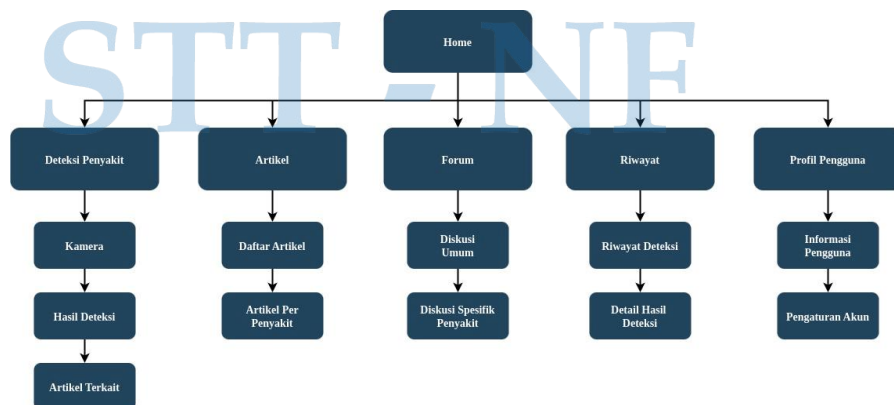 STT - NF
Home
Deteksi Penyakit
Artikel
Forum
Riwayat
Profil Pengguna
Kamera
Daftar Artikel
Diskusi
Umum
Riwayat Deteksi
Informasi
Pengguna
Hasil Deteksi
Artikel Per
Penyakit
Diskusi Spesifik
Penyakit
Detail Hasil
Deteksi
Pengaturan Akun
Artikel Terkait